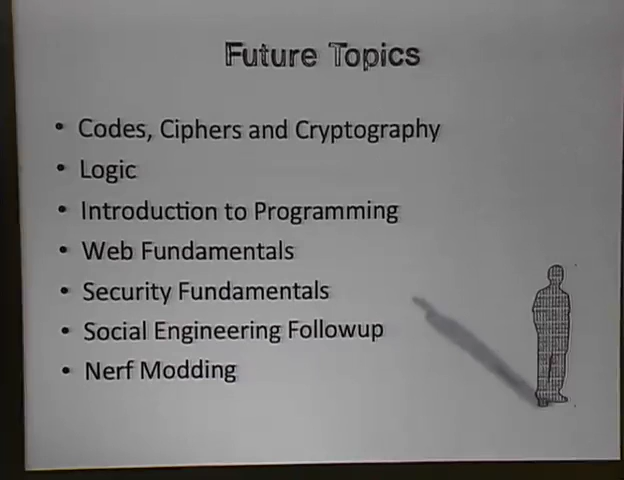 Future Topics
• Codes, Ciphers and Cryptography
• Logic
• Introduction to Programming
• Web Fundamentals
• Security Fundamentals
• Social Engineering Followup
• Nerf Modding